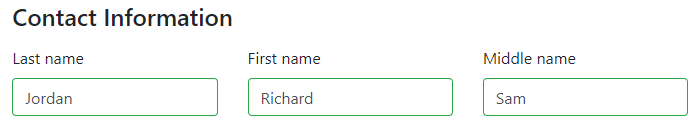 Contact Information
Last name First name Middle name
Jordan Richard Sam